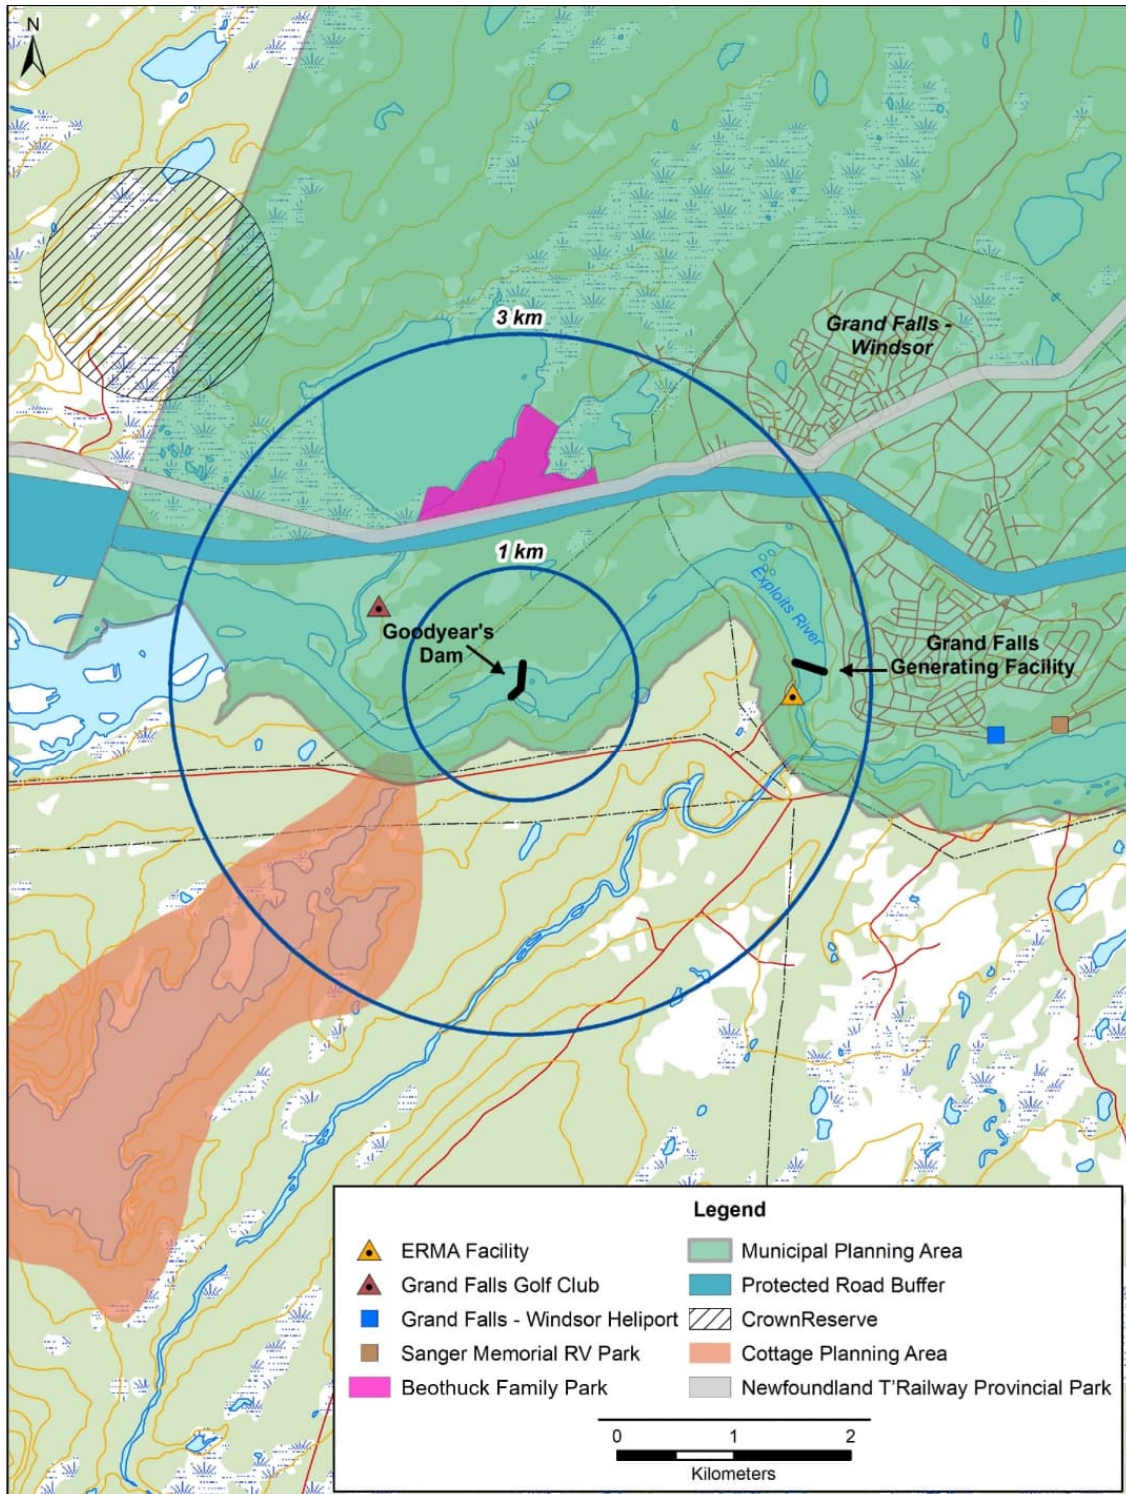 N
3 km
Grand Falls -
Windsor
1 km
Exploits River
Goodyear's
Dam
Grand Falls
Generating Facility
Legend
ERMA Facility
Grand Falls Golf Club
Grand Falls - Windsor Heliport
Sanger Memorial RV Park
Beothuck Family Park
Municipal Planning Area
Protected Road Buffer
CrownReserve
Cottage Planning Area
Newfoundland T'Railway Provincial Park
0 1 2
Kilometers